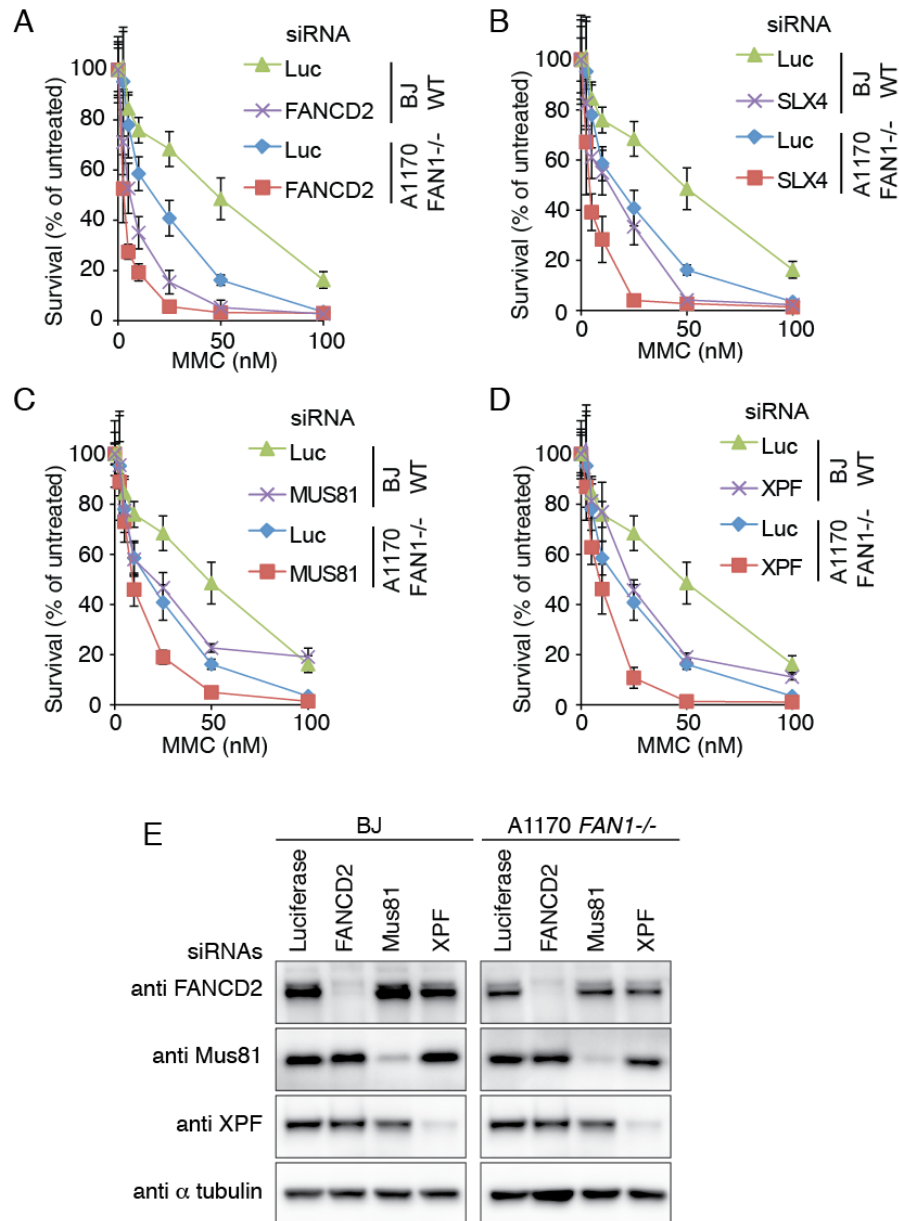 A
siRNA
Luc
FANCD2
BJ
WT
Luc
FANCD2
A1170
FAN1-/-
Survival (% of untreated)
100
80
60
40
20
0
0 50 100
MMC (nM)
B
siRNA
Luc
SLX4
BJ
WT
Luc
SLX4
A1170
FAN1-/-
Survival (% of untreated)
100
80
60
40
20
0
0 50 100
MMC (nM)
C
siRNA
Luc
MUS81
BJ
WT
Luc
MUS81
A1170
FAN1-/-
Survival (% of untreated)
100
80
60
40
20
0
0 50 100
MMC (nM)
D
siRNA
Luc
XPF
BJ
WT
Luc
XPF
A1170
FAN1-/-
Survival (% of untreated)
100
80
60
40
20
0
0 50 100
MMC (nM)
E
BJ A1170 FAN1-/-
siRNAs
Luciferase FANCD2 Mus81 XPF Luciferase FANCD2 Mus81 XPF
anti FANCD2
anti Mus81
anti XPF
anti α tubulin